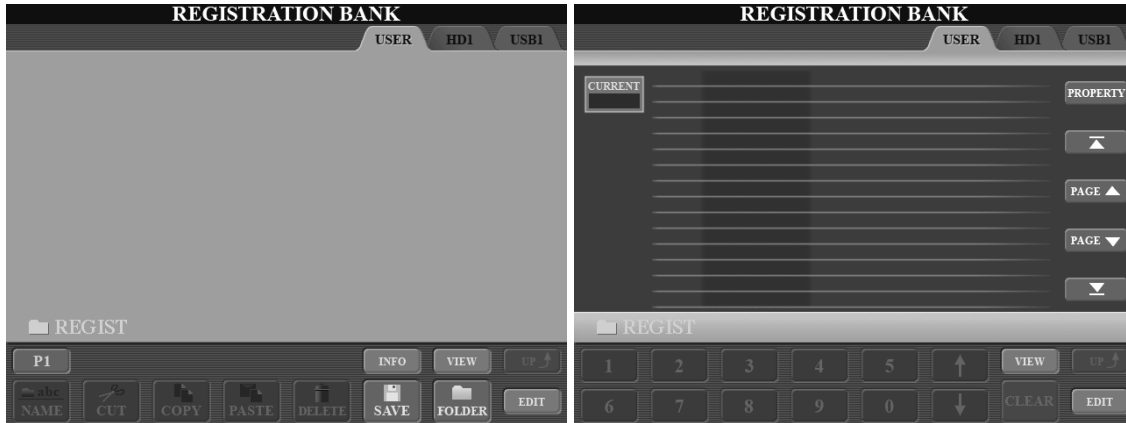 REGISTRATION BANK
USER HD1 USB1
REGIST
P1 INFO VIEW UP
abc
NAME CUT COPY PASTE DELETE SAVE FOLDER EDIT
REGISTRATION BANK
USER HD1 USB1
CURRENT
PROPERTY
PAGE
PAGE
REGIST
1 2 3 4 5 VIEW UP
6 7 8 9 0 CLEAR EDIT